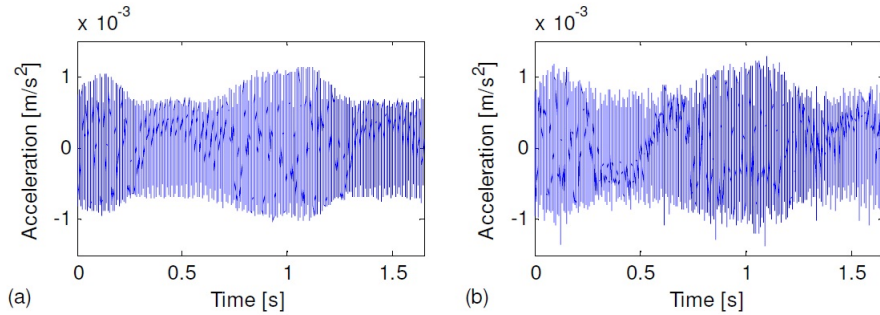 x 10⁻³
1
0
-1
Acceleration [m/s²]
0 0.5 1 1.5
Time [s]
(a)
x 10⁻³
1
0
-1
Acceleration [m/s²]
0 0.5 1 1.5
Time [s]
(b)